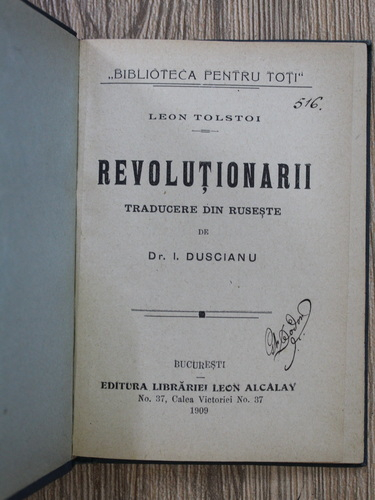 „BIBLIOTECA PENTRU TOȚI"
516.
LEON TOLSTOI
REVOLUȚIONARII
TRADUCERE DIN RUSEȘTE
DE
Dr. I. DUSCIANU
BUCUREȘTI
EDITURA LIBRĂRIEI LEON ALCALAY
No. 37, Calea Victoriei No. 37
1909